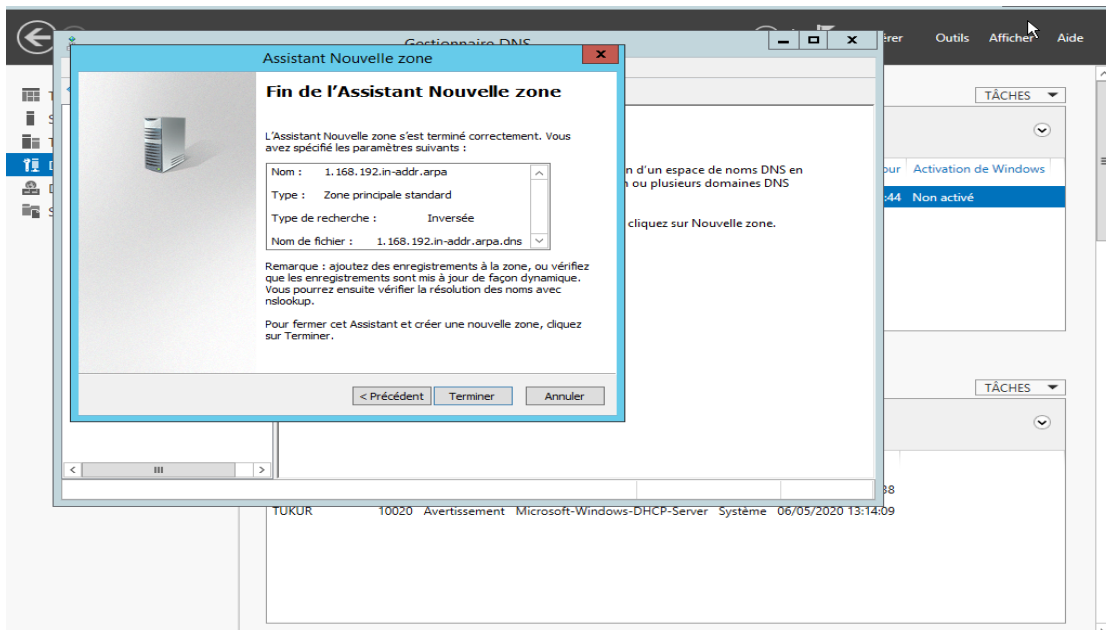 Outils Afficher Aide
Gestionnaire DNS
Assistant Nouvelle zone
Fin de l'Assistant Nouvelle zone
L'Assistant Nouvelle zone s'est terminé correctement. Vous
avez spécifié les paramètres suivants :
Nom : 1.168.192.in-addr.arpa
Type : Zone principale standard
Type de recherche : Inversée
Nom de fichier : 1.168.192.in-addr.arpa.dns
Remarque : ajoutez des enregistrements à la zone, ou vérifiez
que les enregistrements sont mis à jour de façon dynamique.
Vous pourrez ensuite vérifier la résolution des noms avec
nslookup.
Pour fermer cet Assistant et créer une nouvelle zone, cliquez
sur Terminer.
< Précédent Terminer Annuler
n d'un espace de noms DNS en
ou plusieurs domaines DNS
cliquez sur Nouvelle zone.
TÂCHES
our Activation de Windows
:44 Non activé
TÂCHES
38
TUKUR 10020 Avertissement Microsoft-Windows-DHCP-Server Système 06/05/2020 13:14:09